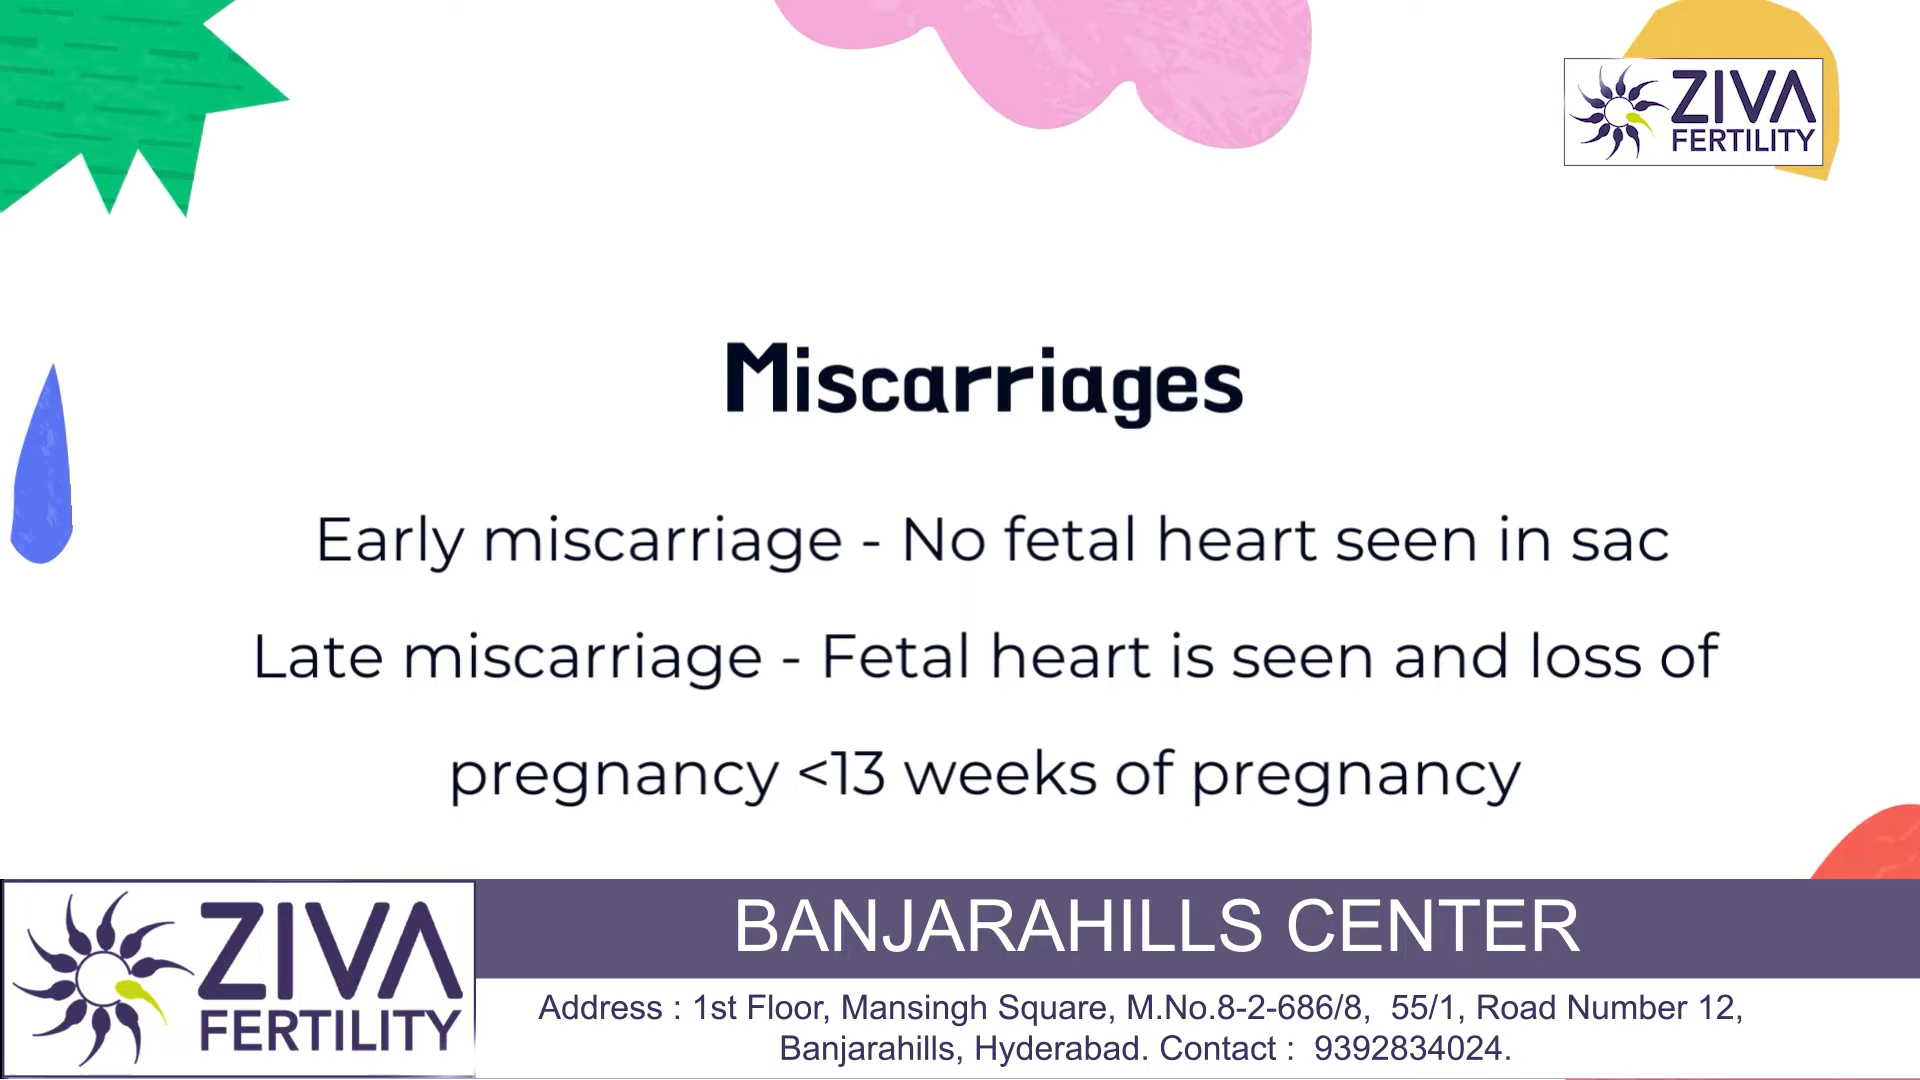 ZIVA
FERTILITY
Miscarriages
Early miscarriage - No fetal heart seen in sac
Late miscarriage - Fetal heart is seen and loss of
pregnancy <13 weeks of pregnancy
ZIVA
FERTILITY
BANJARAHILLS CENTER
Address : 1st Floor, Mansingh Square, M.No.8-2-686/8, 55/1, Road Number 12,
Banjarahills, Hyderabad. Contact : 9392834024.